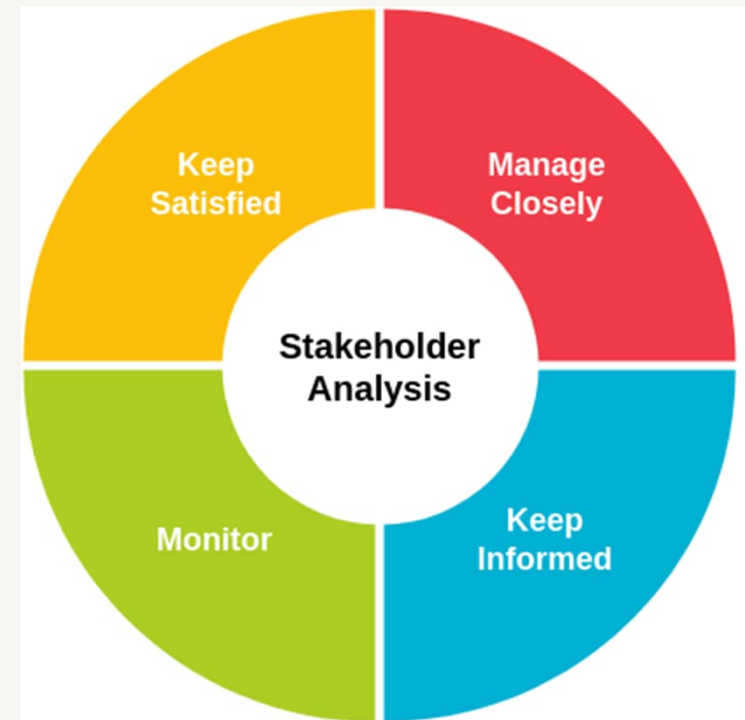 Keep
Satisfied
Manage
Closely
Stakeholder
Analysis
Monitor
Keep
Informed